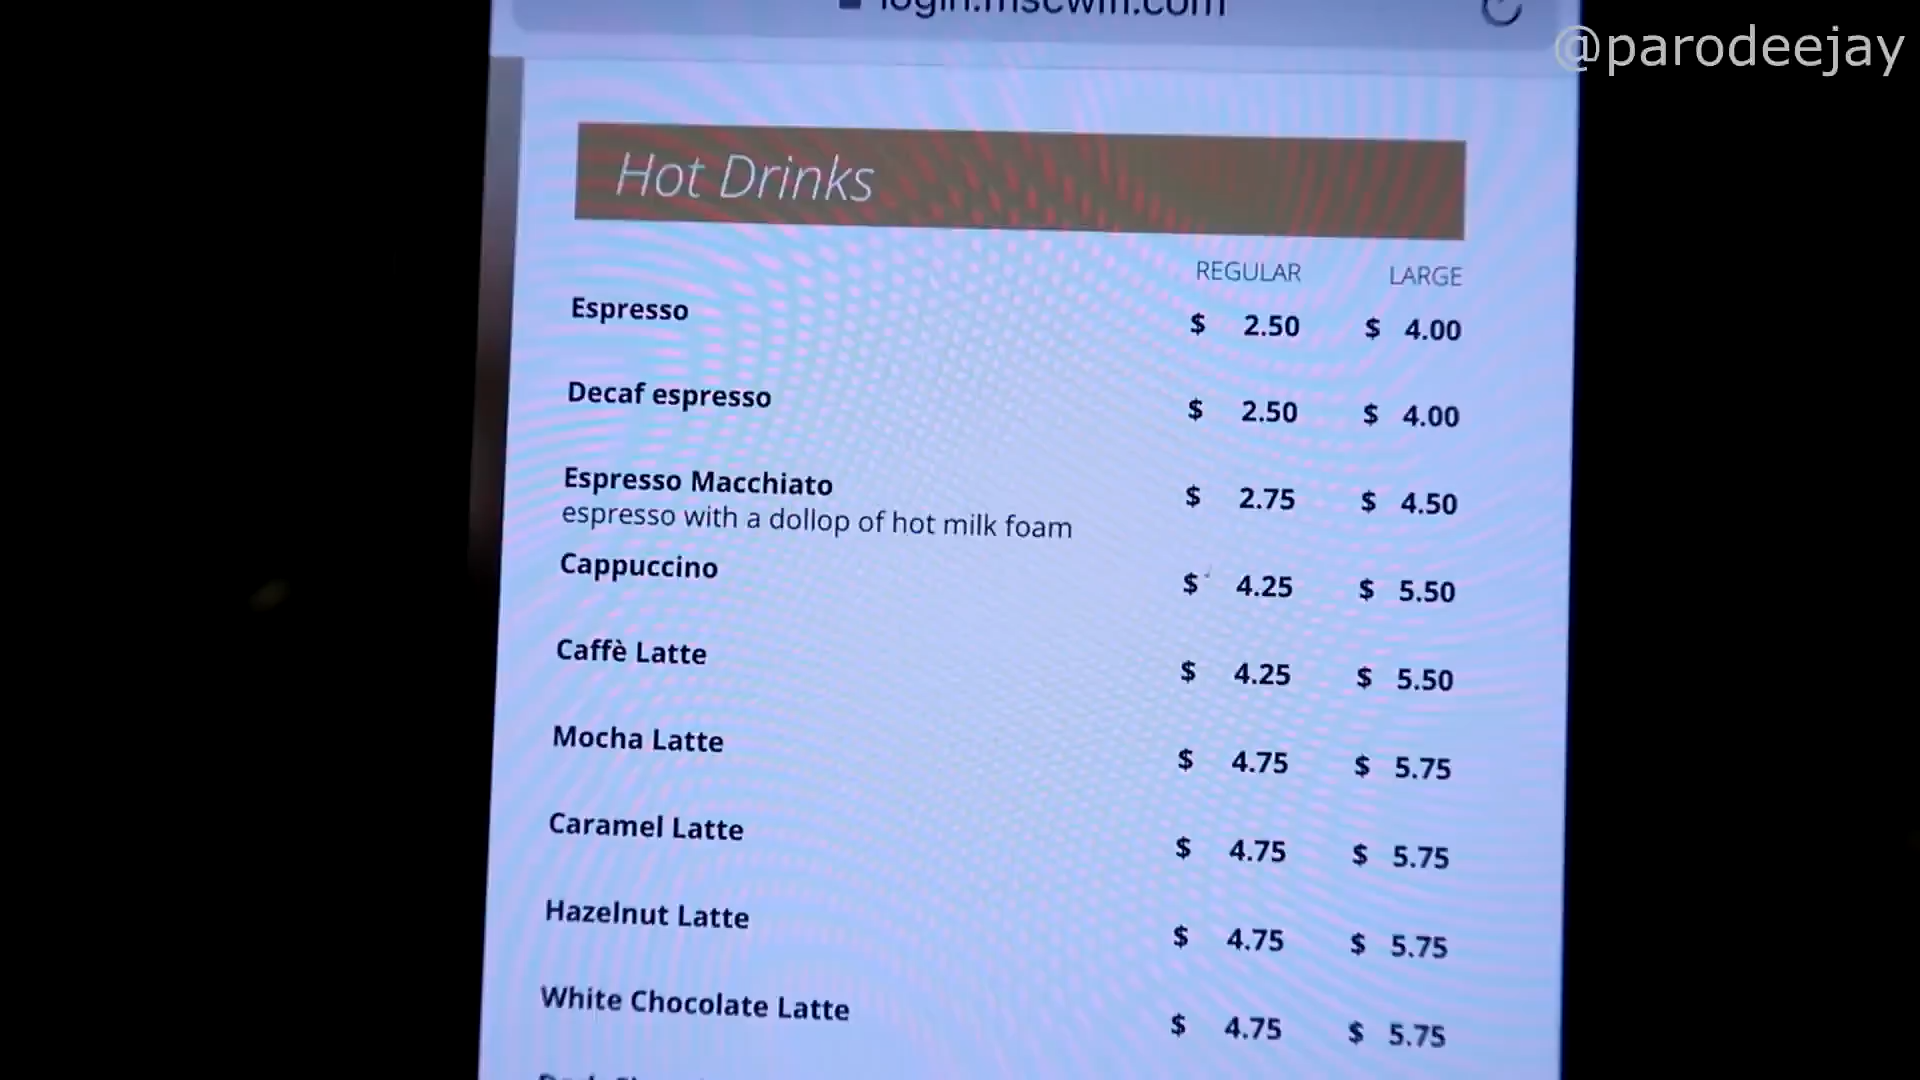 login.mscwifi.com
@parodeejay
Hot Drinks
REGULAR LARGE
Espresso $ 2.50 $ 4.00
Decaf espresso $ 2.50 $ 4.00
Espresso Macchiato $ 2.75 $ 4.50
espresso with a dollop of hot milk foam
Cappuccino $ 4.25 $ 5.50
Caffè Latte $ 4.25 $ 5.50
Mocha Latte $ 4.75 $ 5.75
Caramel Latte $ 4.75 $ 5.75
Hazelnut Latte $ 4.75 $ 5.75
White Chocolate Latte $ 4.75 $ 5.75